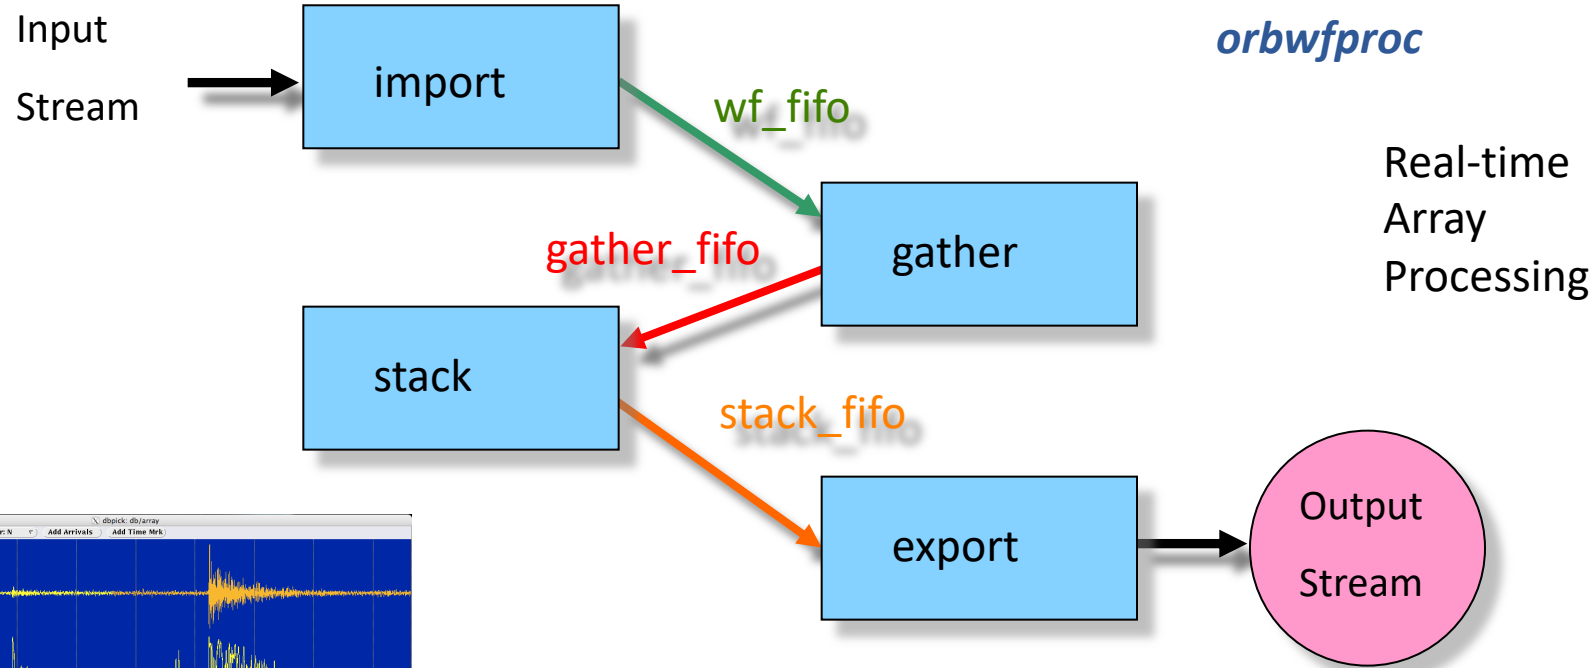 Input
Stream
import
orbwfproc
wf_fifo
Real-time
Array
Processing
gather_fifo
gather
stack
stack_fifo
Output
Stream
export
dbpick: db/array
r: N
Add Arrivals
Add Time Mrk